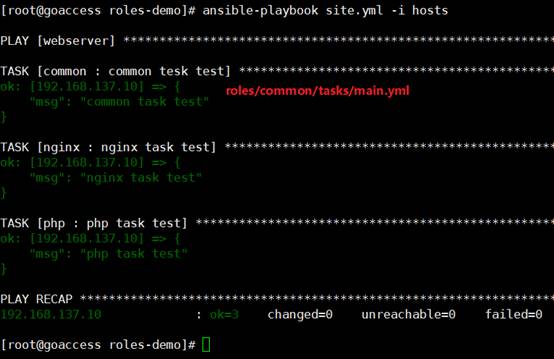 [root@goaccess roles-demo]# ansible-playbook site.yml -i hosts
PLAY [webserver] *******************************************************
TASK [common : common tesk test] ***************************************
ok: [192.168.137.10] => {
roles/common/tasks/main.yml
    "msg": "common task test"
}
TASK [nginx : nginx task test] *****************************************
ok: [192.168.137.10] => {
    "msg": "nginx task test"
}
TASK [php : php task test] *********************************************
ok: [192.168.137.10] => {
    "msg": "php task test"
}
PLAY RECAP *************************************************************
192.168.137.10             : ok=3    changed=0    unreachable=0    failed=0
[root@goaccess roles-demo]#